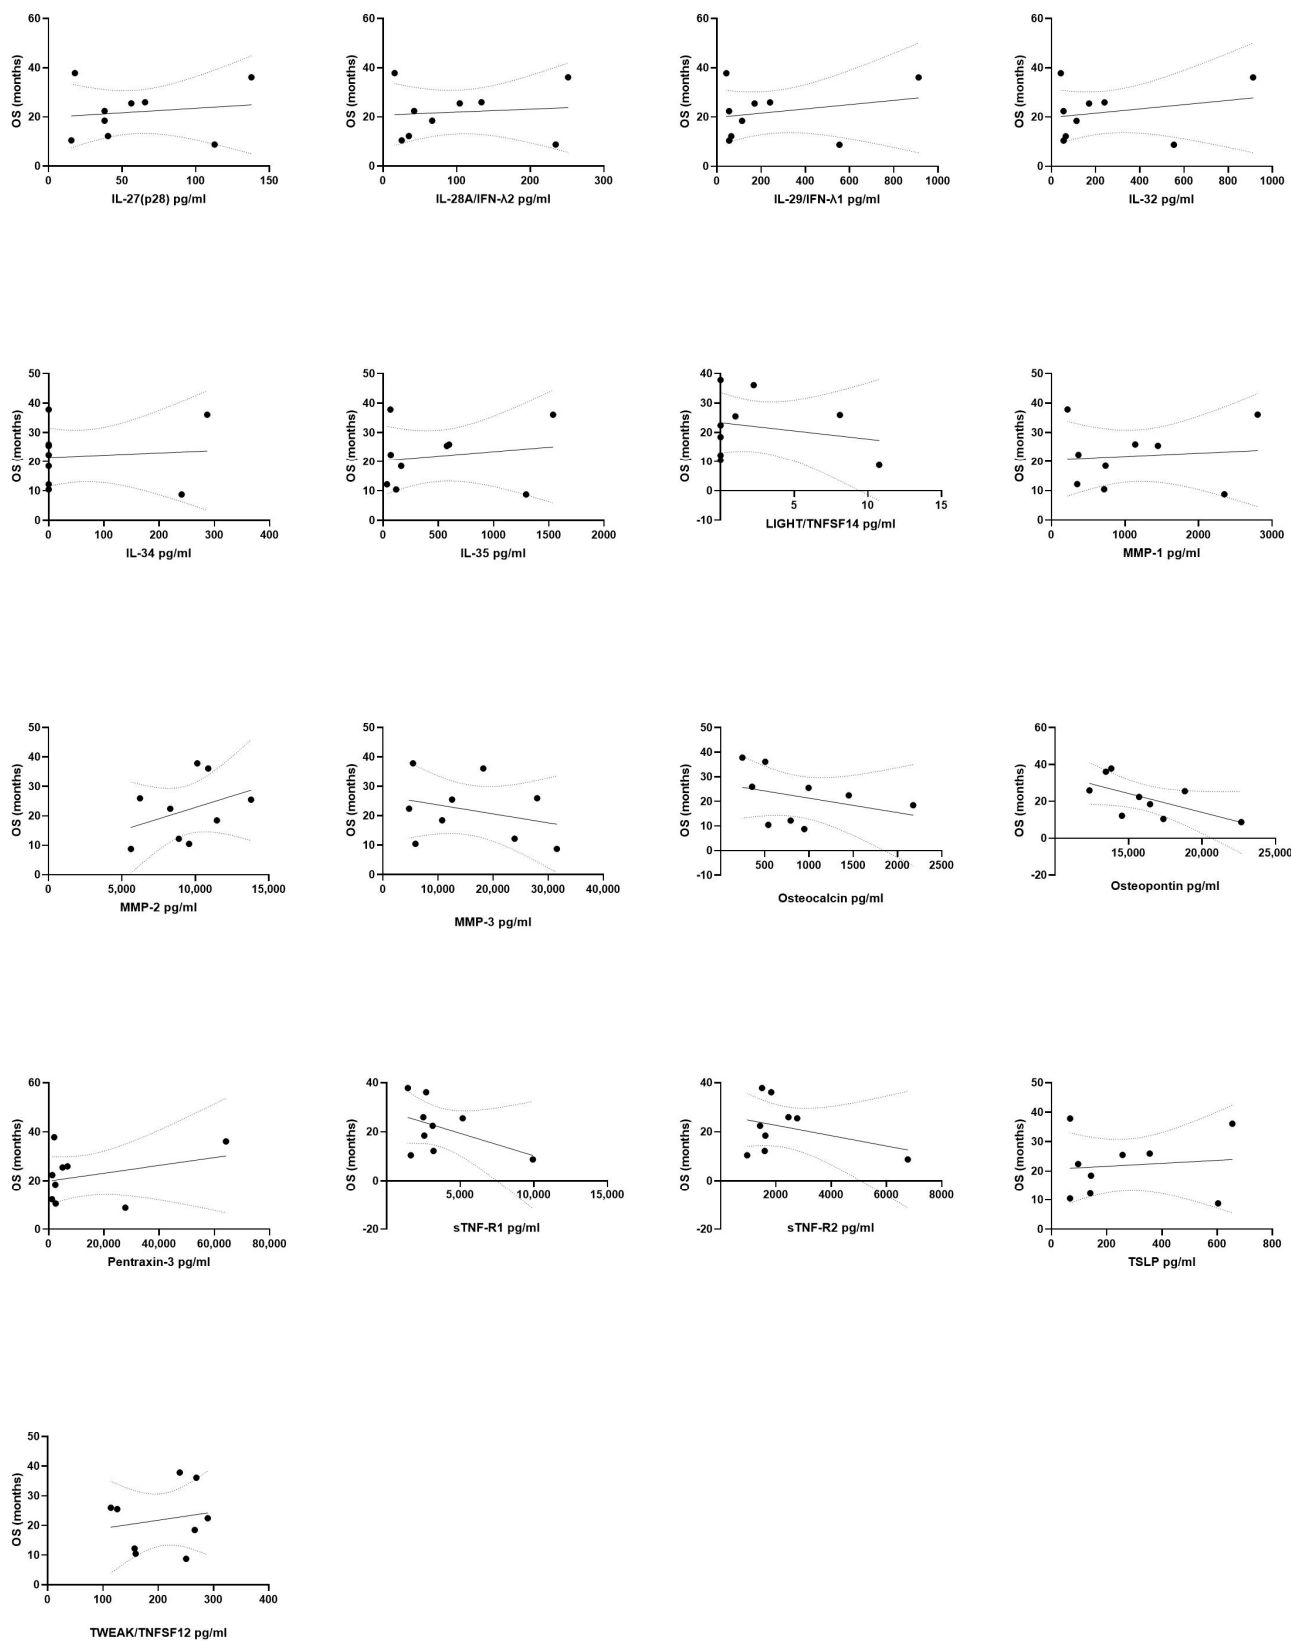 60
40
20
0
OS (months)
0 50 100 150
IL-27(p28) pg/ml
60
40
20
0
OS (months)
0 100 200 300
IL-28A/IFN-λ2 pg/ml
60
40
20
0
OS (months)
0 200 400 600 800 1000
IL-29/IFN-λ1 pg/ml
60
40
20
0
OS (months)
0 200 400 600 800 1000
IL-32 pg/ml
50
40
30
20
10
0
OS (months)
0 100 200 300 400
IL-34 pg/ml
50
40
30
20
10
0
OS (months)
0 500 1000 1500 2000
IL-35 pg/ml
40
30
20
10
0
-10
OS (months)
5 10 15
LIGHT/TNFSF14 pg/ml
50
40
30
20
10
0
OS (months)
0 1000 2000 3000
MMP-1 pg/ml
50
40
30
20
10
0
OS (months)
0 5,000 10,000 15,000
MMP-2 pg/ml
50
40
30
20
10
0
OS (months)
0 10,000 20,000 30,000 40,000
MMP-3 pg/ml
50
40
30
20
10
0
-10
OS (months)
500 1000 1500 2000 2500
Osteocalcin pg/ml
60
40
20
0
-20
OS (months)
15,000 20,000 25,000
Osteopontin pg/ml
60
40
20
0
OS (months)
0 20,000 40,000 60,000 80,000
Pentraxin-3 pg/ml
40
20
0
-20
OS (months)
5,000 10,000 15,000
sTNF-R1 pg/ml
40
20
0
-20
OS (months)
2000 4000 6000 8000
sTNF-R2 pg/ml
50
40
30
20
10
0
OS (months)
0 200 400 600 800
TSLP pg/ml
50
40
30
20
10
0
OS (months)
0 100 200 300 400
TWEAK/TNFSF12 pg/ml